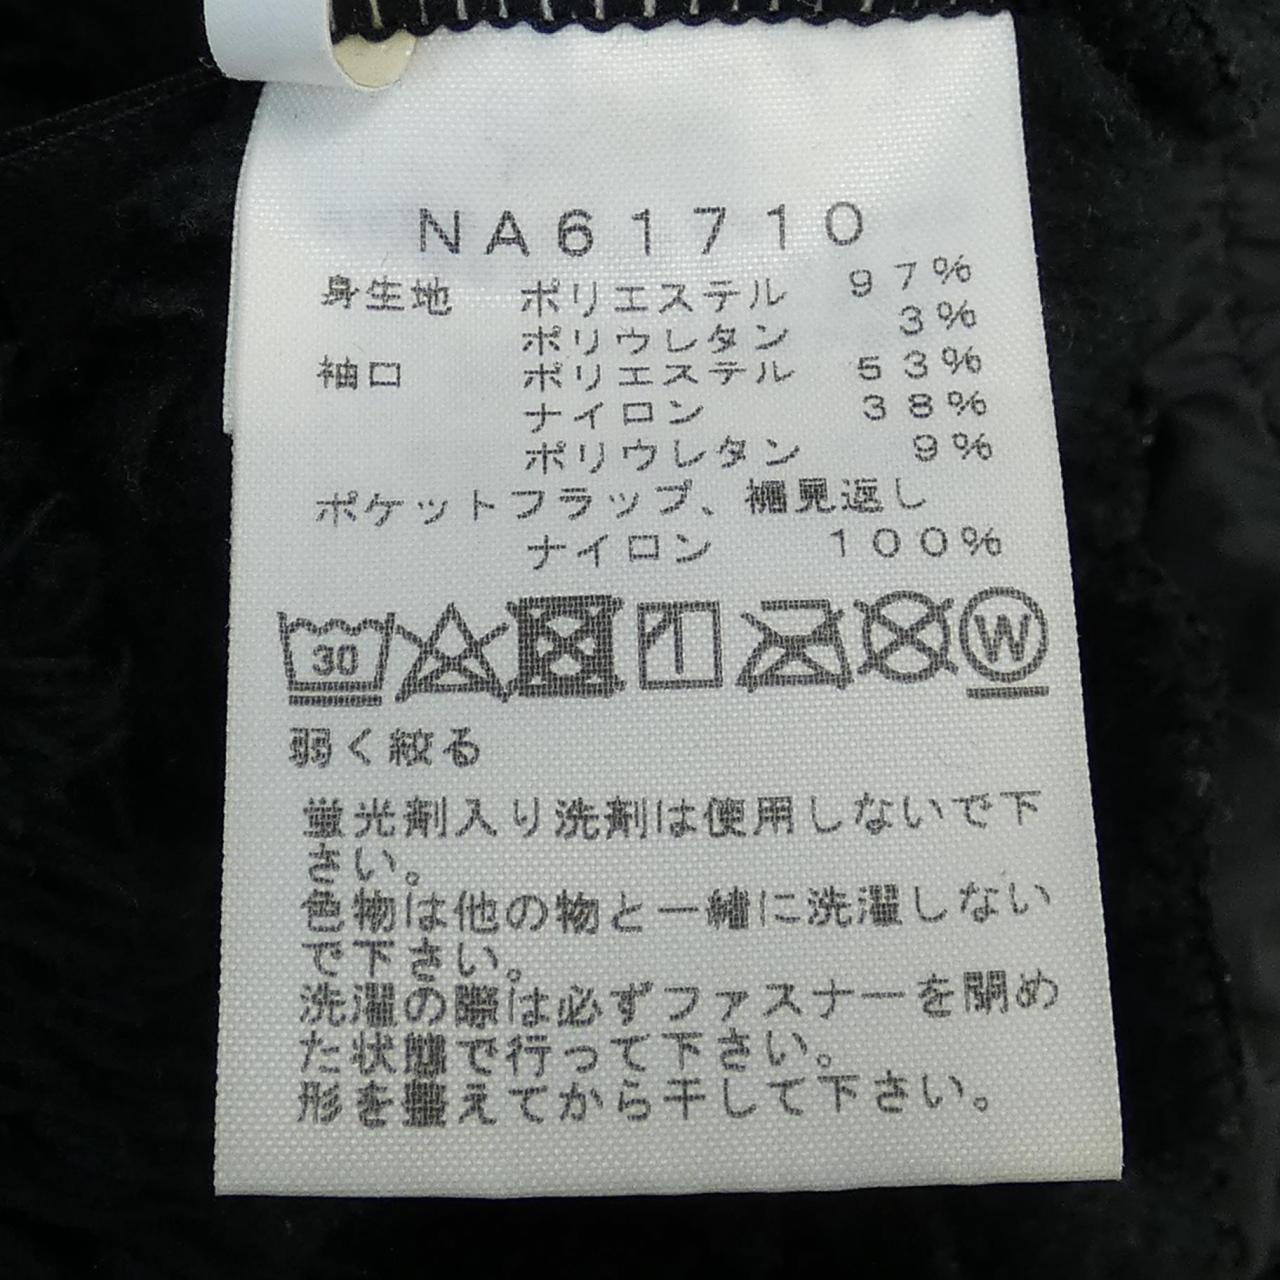 NA61710
身生地 ポリエステル 97%
ポリウレタン 3%
袖口 ポリエステル 53%
ナイロン 38%
ポリウレタン 9%
ポケットフラップ、裾見返し
ナイロン 100%
30 W
弱く絞る
蛍光剤入り洗剤は使用しないで下
さい。
色物は他の物と一緒に洗濯しない
で下さい。
洗濯の際は必ずファスナーを閉め
た状態で行って下さい。
形を整えてから干して下さい。